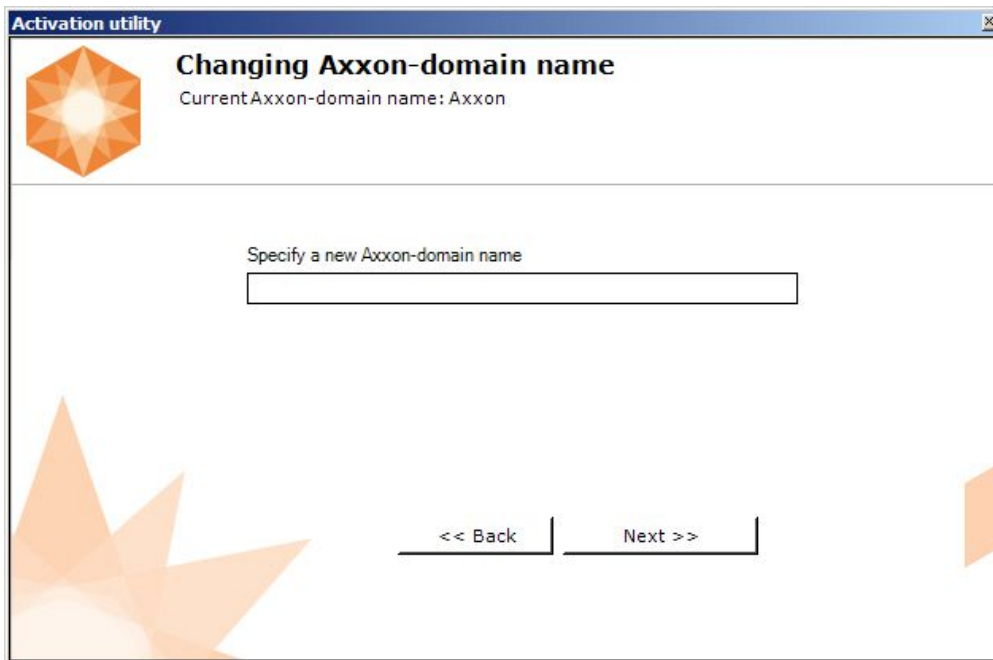 Activation utility
Changing Axxon-domain name
Current Axxon-domain name: Axxon
Specify a new Axxon-domain name
<< Back
Next >>